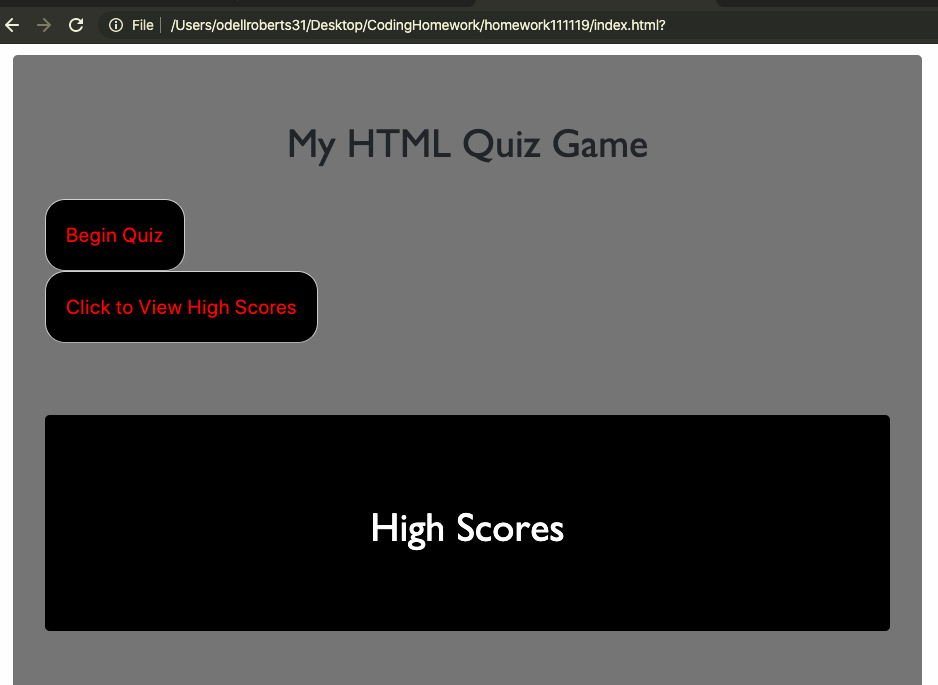 File /Users/odellroberts31/Desktop/CodingHomework/homework111119/index.html?
My HTML Quiz Game
Begin Quiz
Click to View High Scores
High Scores